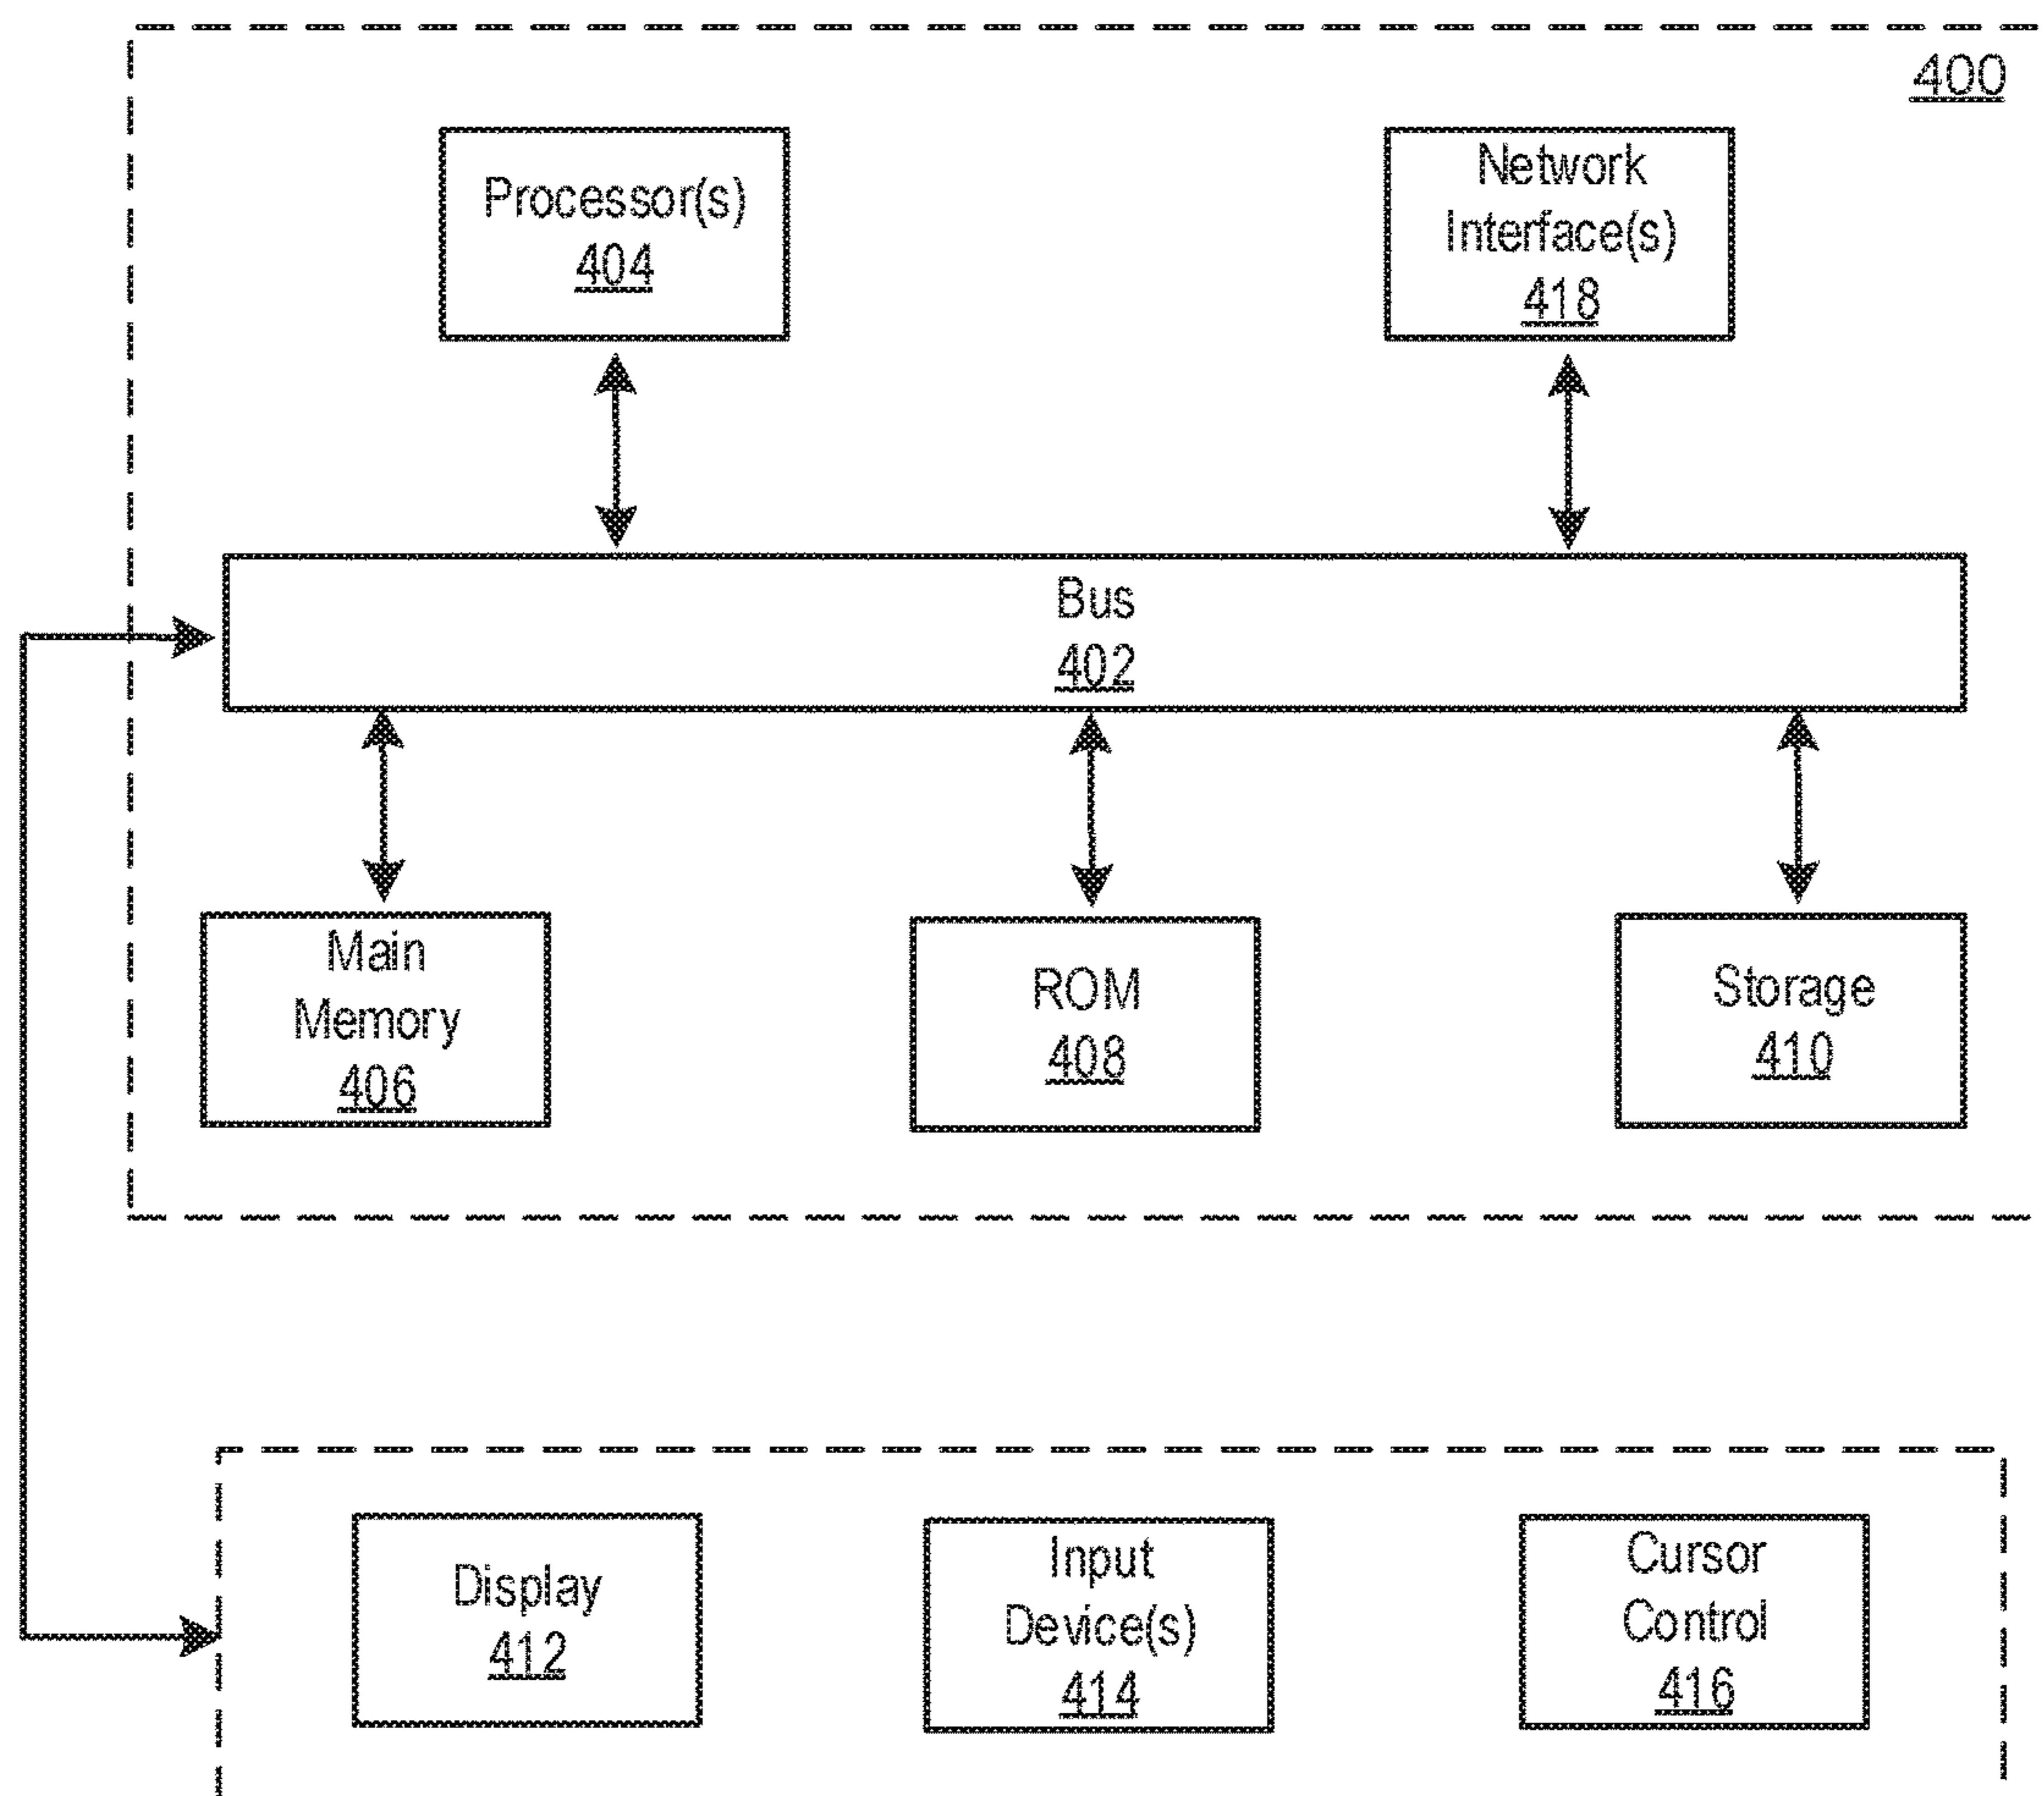 400
Processor(s)
404
Network
Interface(s)
418
Bus
402
Main
Memory
406
ROM
408
Storage
410
Display
412
Input
Device(s)
414
Cursor
Control
416